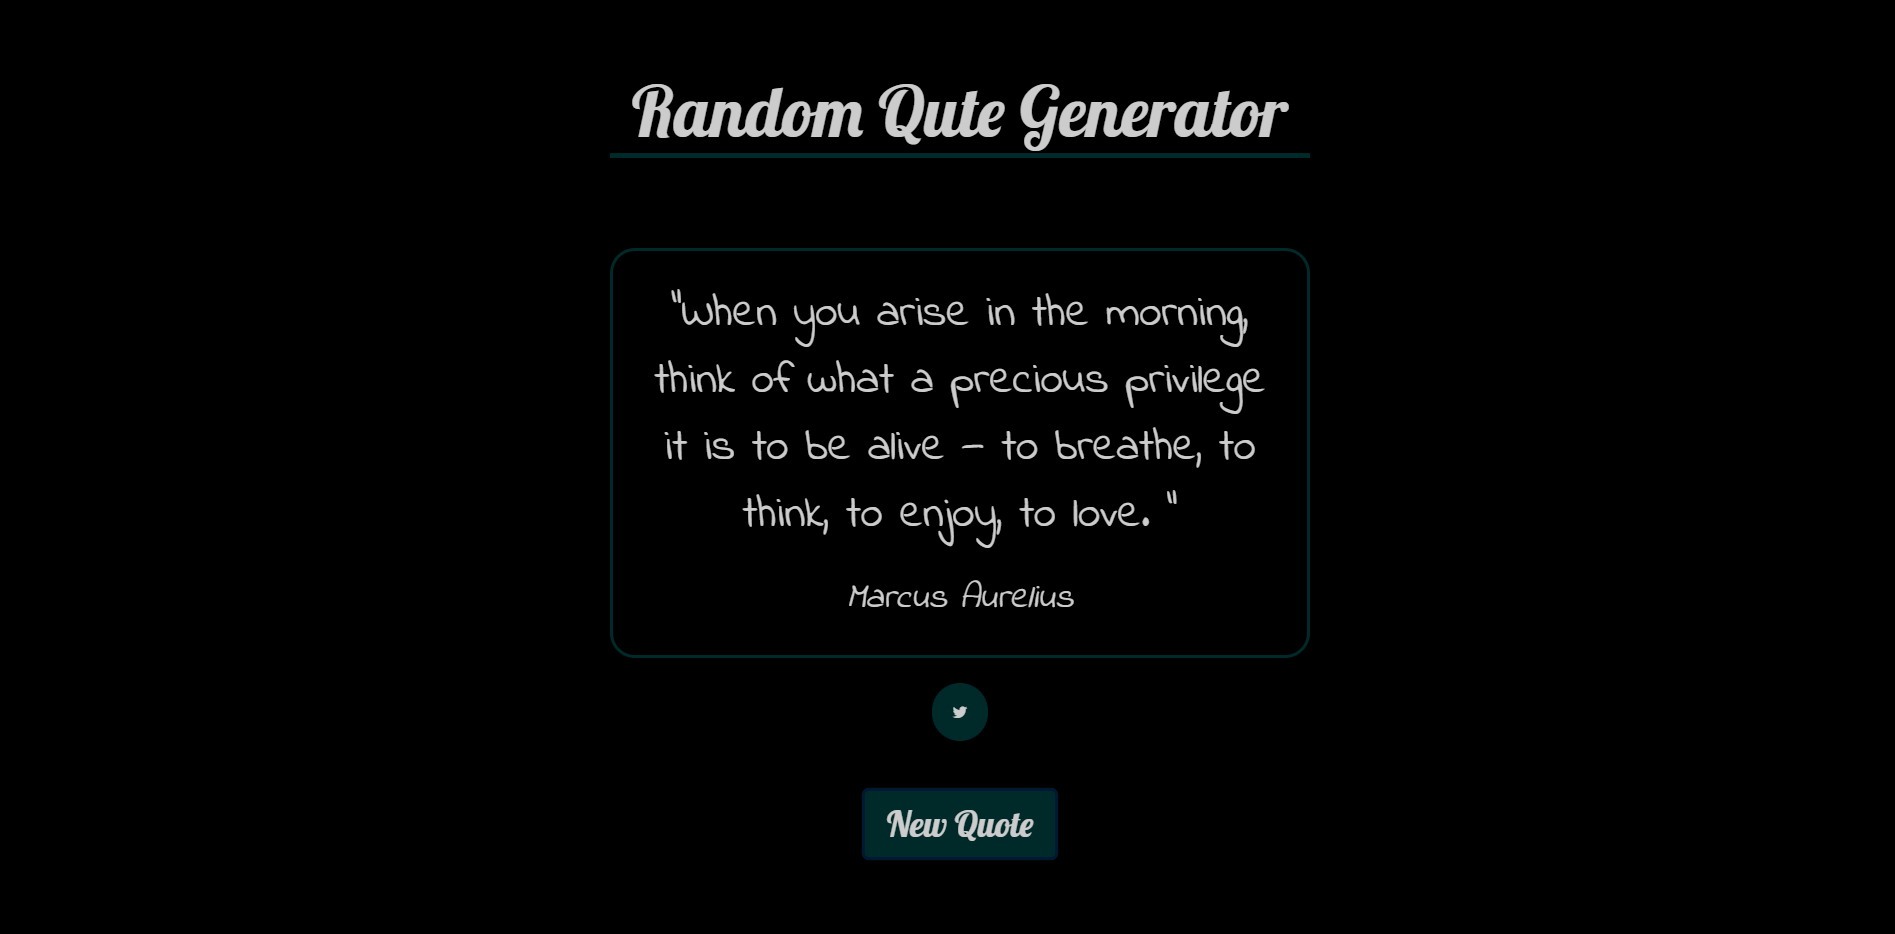 Random Qute Generator
"When you arise in the morning,
think of what a precious privilege
it is to be alive – to breathe, to
think, to enjoy, to love. "
Marcus Aurelius
New Quote